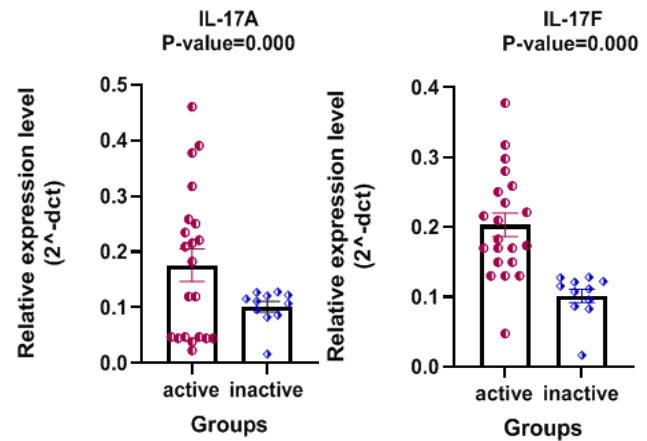 IL-17A
P-value=0.000
Relative expression level
(2^-dct)
0.5
0.4
0.3
0.2
0.1
0.0
active inactive
Groups
IL-17F
P-value=0.000
Relative expression level
(2^-dct)
0.4
0.3
0.2
0.1
0.0
active inactive
Groups